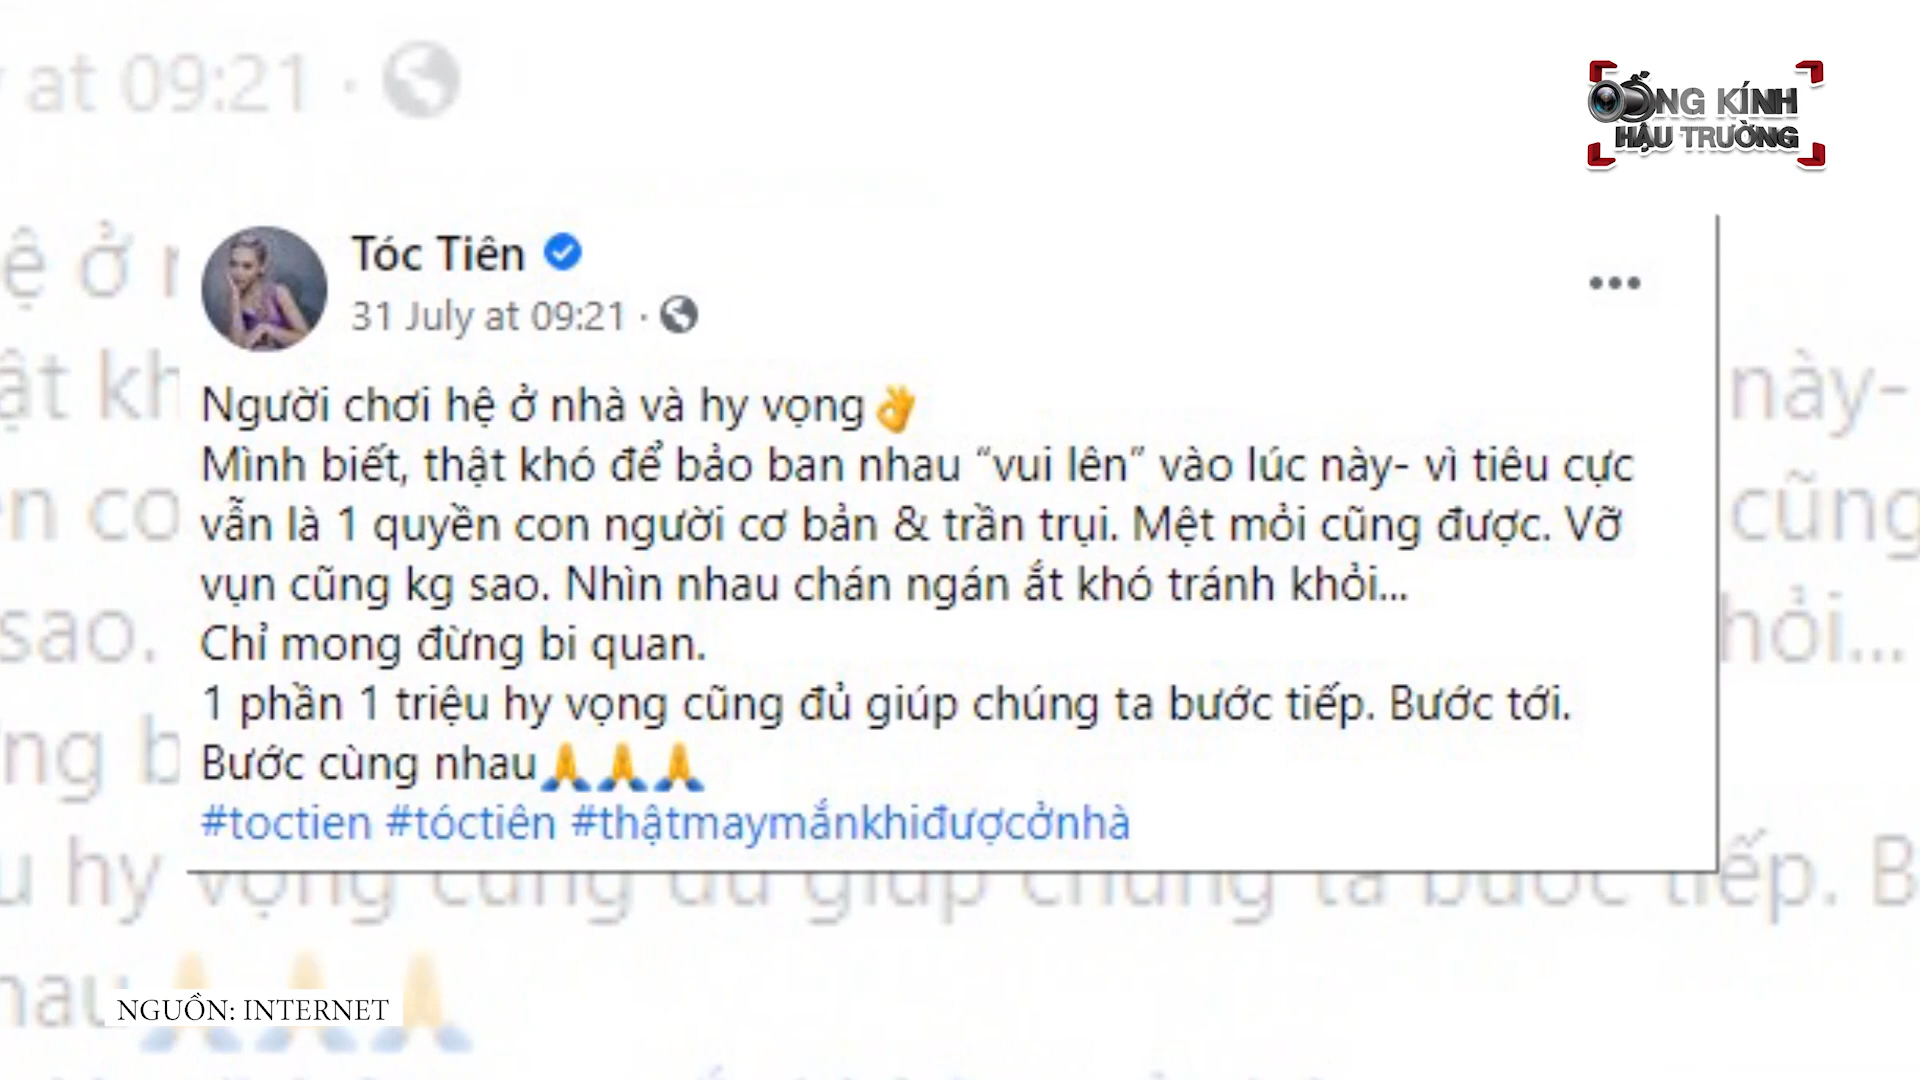 ỐNG KÍNH
HẬU TRƯỜNG
Tóc Tiên
31 July at 09:21 ·
Người chơi hệ ở nhà và hy vọng👌
Mình biết, thật khó để bảo ban nhau “vui lên” vào lúc này- vì tiêu cực
vẫn là 1 quyền con người cơ bản & trần trụi. Mệt mỏi cũng được. Vỡ
vụn cũng kg sao. Nhìn nhau chán ngán ắt khó tránh khỏi...
Chỉ mong đừng bi quan.
1 phần 1 triệu hy vọng cũng đủ giúp chúng ta bước tiếp. Bước tới.
Bước cùng nhau🙏🙏🙏
#toctien #tóctiên #thậtmaymắnkhiđượcởnhà
NGUỒN: INTERNET